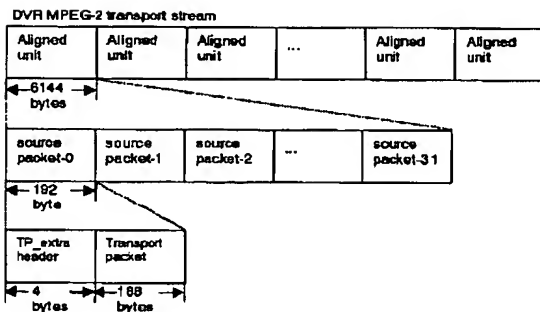 DVR MPEG-2 transport stream
Aligned unit
Aligned unit
Aligned unit
...
Aligned unit
Aligned unit
6144
bytes
source packet-0
source packet-1
source packet-2
...
source packet-31
192
byte
TP_extra header
Transport packet
4
bytes
188
bytes